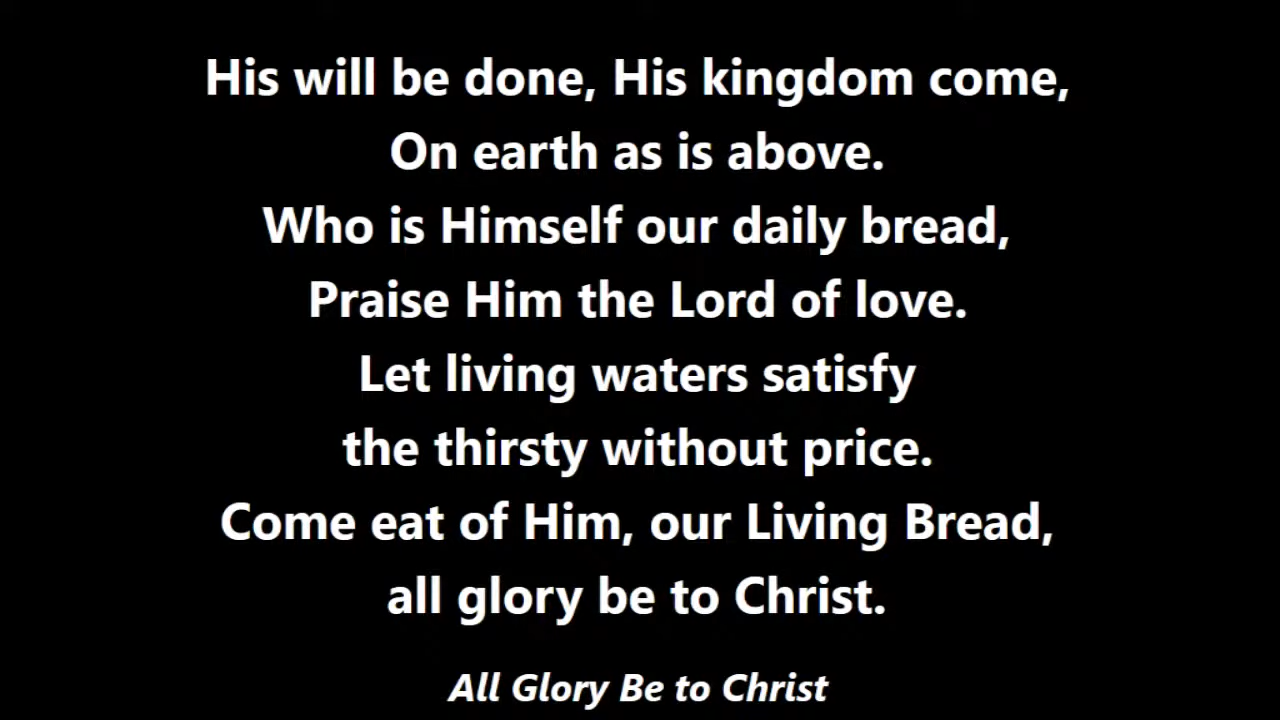 His will be done, His kingdom come,
On earth as is above.
Who is Himself our daily bread,
Praise Him the Lord of love.
Let living waters satisfy
the thirsty without price.
Come eat of Him, our Living Bread,
all glory be to Christ.
All Glory Be to Christ